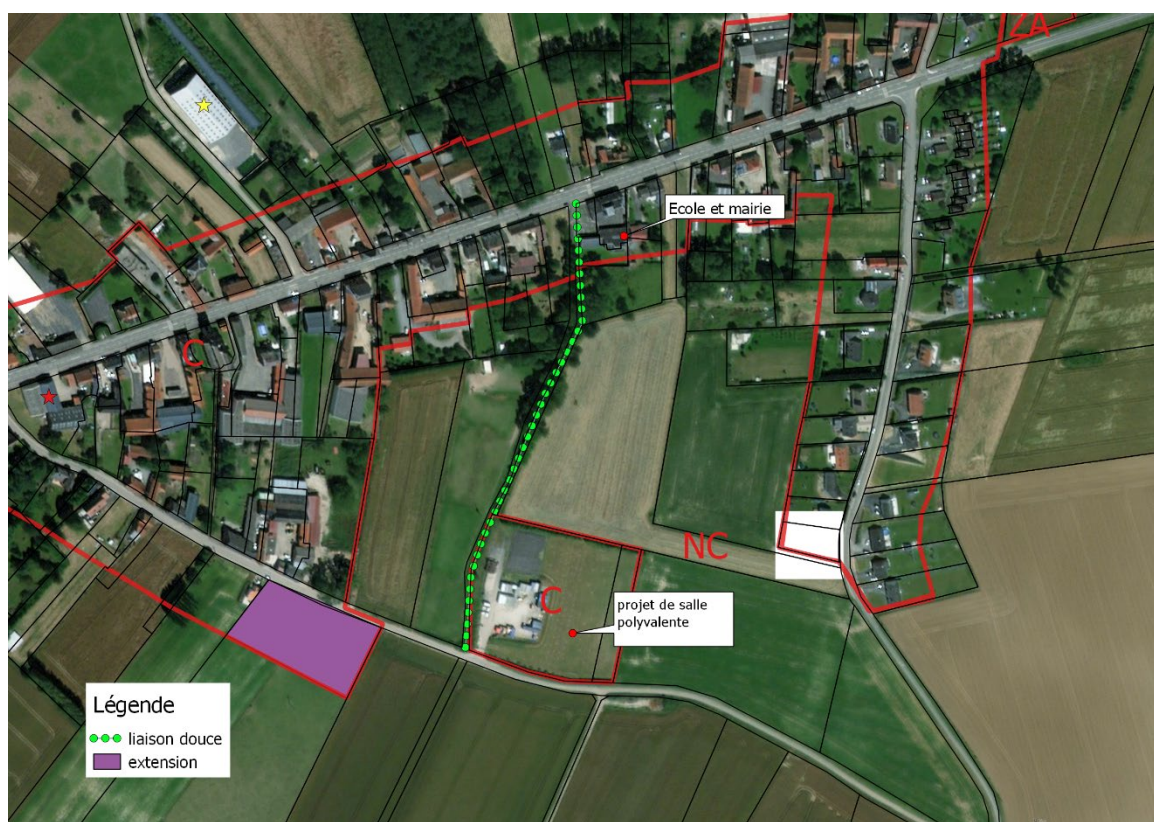 ZA
Ecole et mairie
C
NC
C
projet de salle
polyvalente
Légende
liaison douce
extension